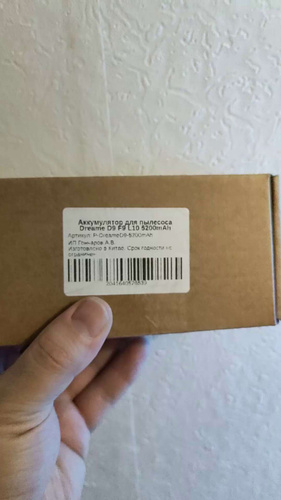 Аккумулятор для пылесоса
Dreame D9 F9 L10 5200mAh
Артикул: P-DreameD9-5200mAh
ИП Гончаров А.В.
Изготовлено в Китае. Срок годности не
ограничен